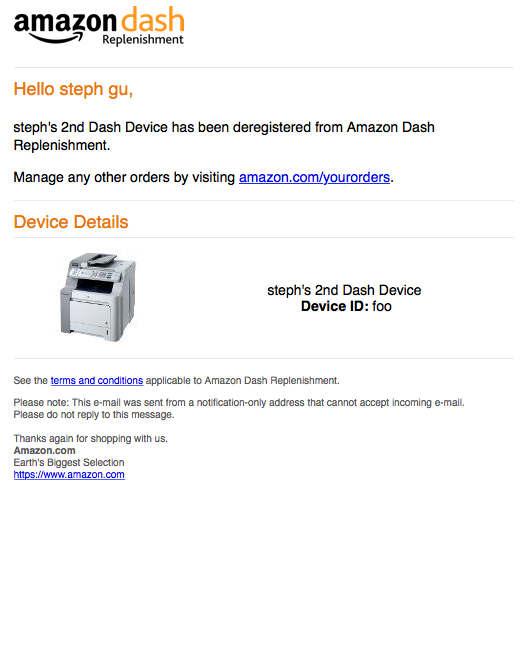 amazon dash
Replenishment
Hello steph gu,
steph's 2nd Dash Device has been deregistered from Amazon Dash
Replenishment.
Manage any other orders by visiting amazon.com/yourorders.
Device Details
steph's 2nd Dash Device
Device ID: foo
See the terms and conditions applicable to Amazon Dash Replenishment.
Please note: This e-mail was sent from a notification-only address that cannot accept incoming e-mail.
Please do not reply to this message.
Thanks again for shopping with us.
Amazon.com
Earth's Biggest Selection
https://www.amazon.com